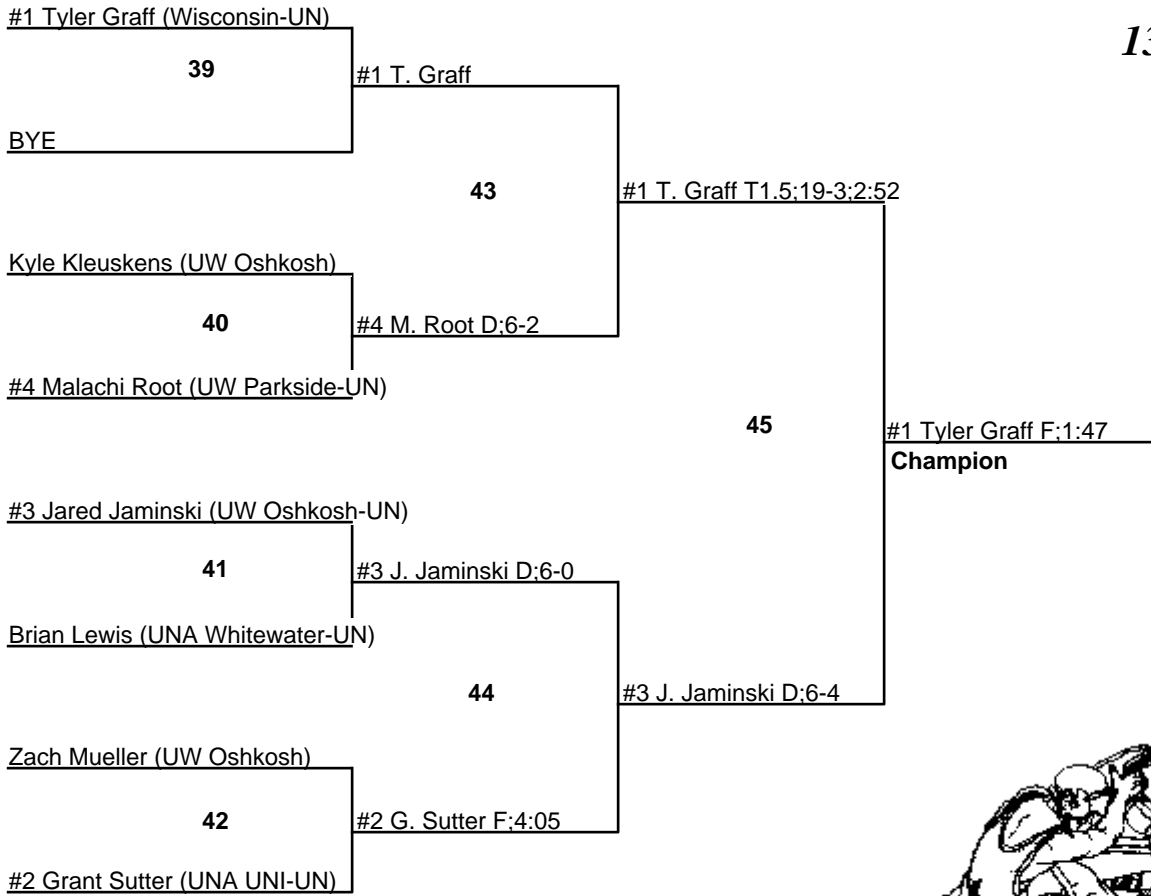 #1 Tyler Graff (Wisconsin-UN)
13
39
#1 T. Graff
BYE
43
#1 T. Graff T1.5;19-3;2:52
Kyle Kleuskens (UW Oshkosh)
40
#4 M. Root D;6-2
#4 Malachi Root (UW Parkside-UN)
45
#1 Tyler Graff F;1:47
Champion
#3 Jared Jaminski (UW Oshkosh-UN)
41
#3 J. Jaminski D;6-0
Brian Lewis (UNA Whitewater-UN)
44
#3 J. Jaminski D;6-4
Zach Mueller (UW Oshkosh)
42
#2 G. Sutter F;4:05
#2 Grant Sutter (UNA UNI-UN)